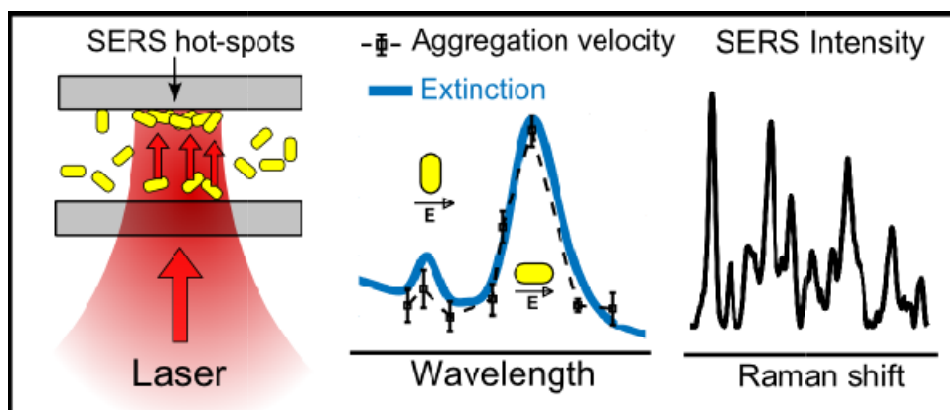 SERS hot-spots
Laser
Aggregation velocity
Extinction
E
E
Wavelength
SERS Intensity
Raman shift